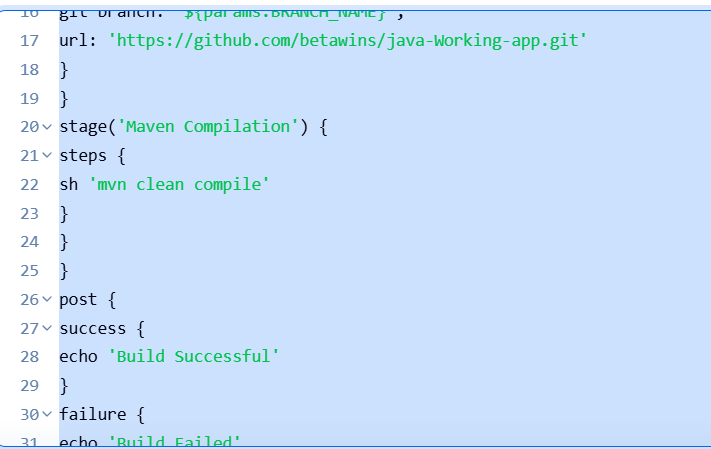 16 git branch: "${params.BRANCH_NAME}",
17 url: 'https://github.com/betawins/java-Working-app.git'
18 }
19 }
20 stage('Maven Compilation') {
21 steps {
22 sh 'mvn clean compile'
23 }
24 }
25 }
26 post {
27 success {
28 echo 'Build Successful'
29 }
30 failure {
31 echo 'Build Failed'